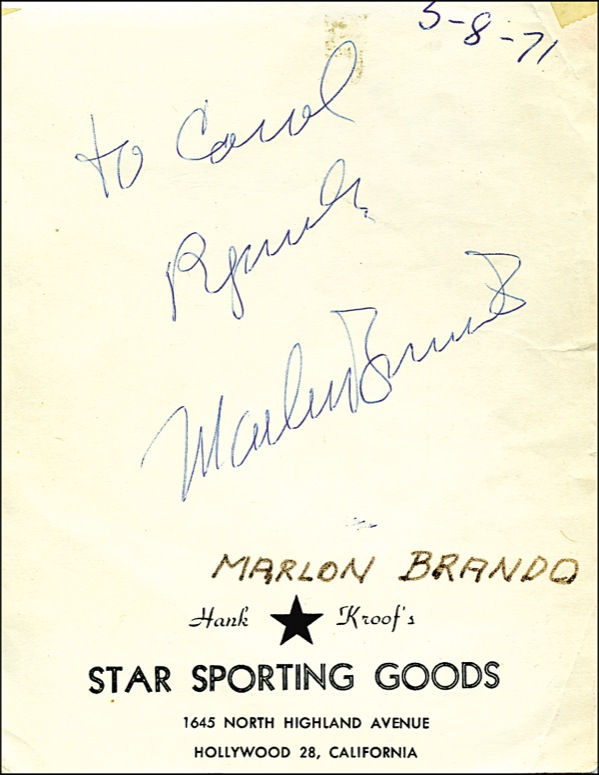 5-8-71
to Carol
Marlon Brando
MARLON BRANDO
Hank ★ Kroof's
STAR SPORTING GOODS
1645 NORTH HIGHLAND AVENUE
HOLLYWOOD 28, CALIFORNIA